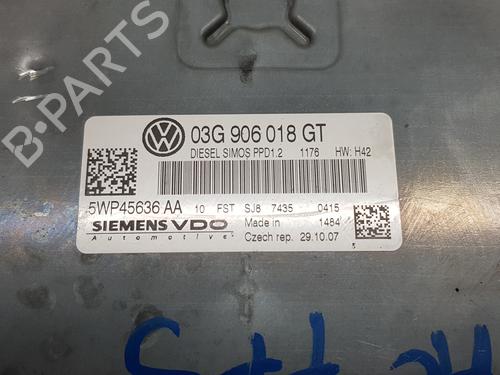 03G 906 018 GT
DIESEL SIMOS PPD1.2 1176 HW: H42
5WP45636 AA 10 FST SJ8 7435 0415
SIEMENS VDO Made in 1484
Automotive Czech rep. 29.10.07
B-PARTS